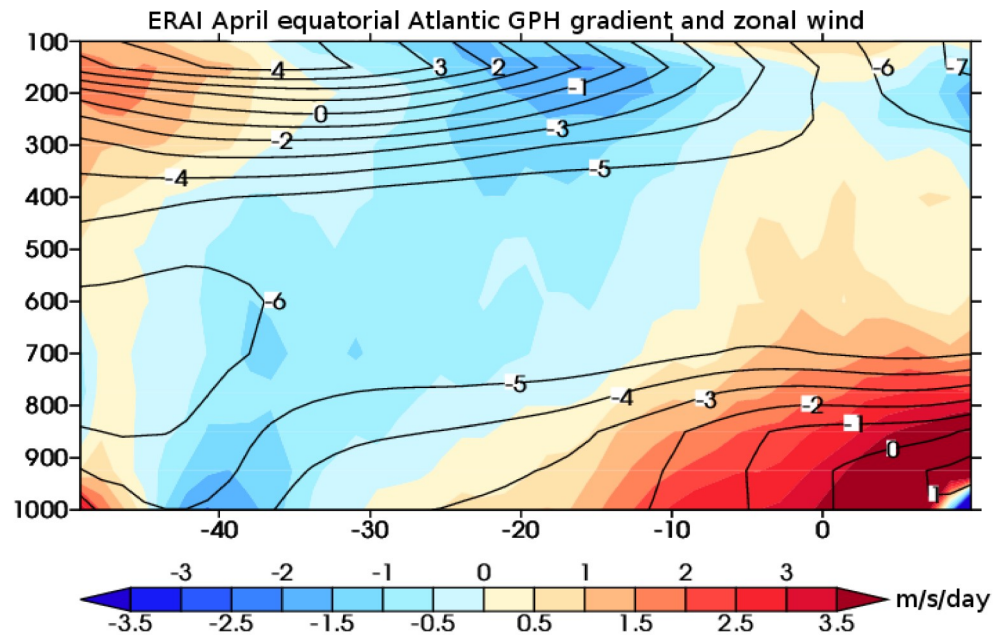 ERAI April equatorial Atlantic GPH gradient and zonal wind
100
4 3 2 -6 -7
200 -1
0
300 -2 -3
-4 -5
400
500
600 -6
700
-5 -4 -3 -2
800
-1
900 0
1
1000
-40 -30 -20 -10 0
-3 -2 -1 0 1 2 3
m/s/day
-3.5 -2.5 -1.5 -0.5 0.5 1.5 2.5 3.5